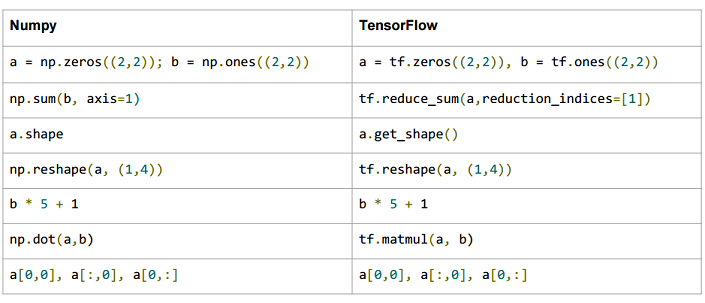 Numpy TensorFlow
a = np.zeros((2,2)); b = np.ones((2,2)) a = tf.zeros((2,2)), b = tf.ones((2,2))
np.sum(b, axis=1) tf.reduce_sum(a,reduction_indices=[1])
a.shape a.get_shape()
np.reshape(a, (1,4)) tf.reshape(a, (1,4))
b * 5 + 1 b * 5 + 1
np.dot(a,b) tf.matmul(a, b)
a[0,0], a[:,0], a[0,:] a[0,0], a[:,0], a[0,:]